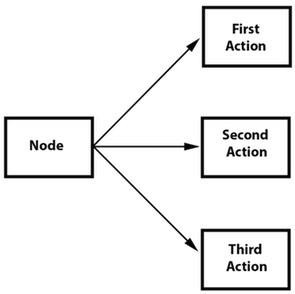 First
Action
Node
Second
Action
Third
Action